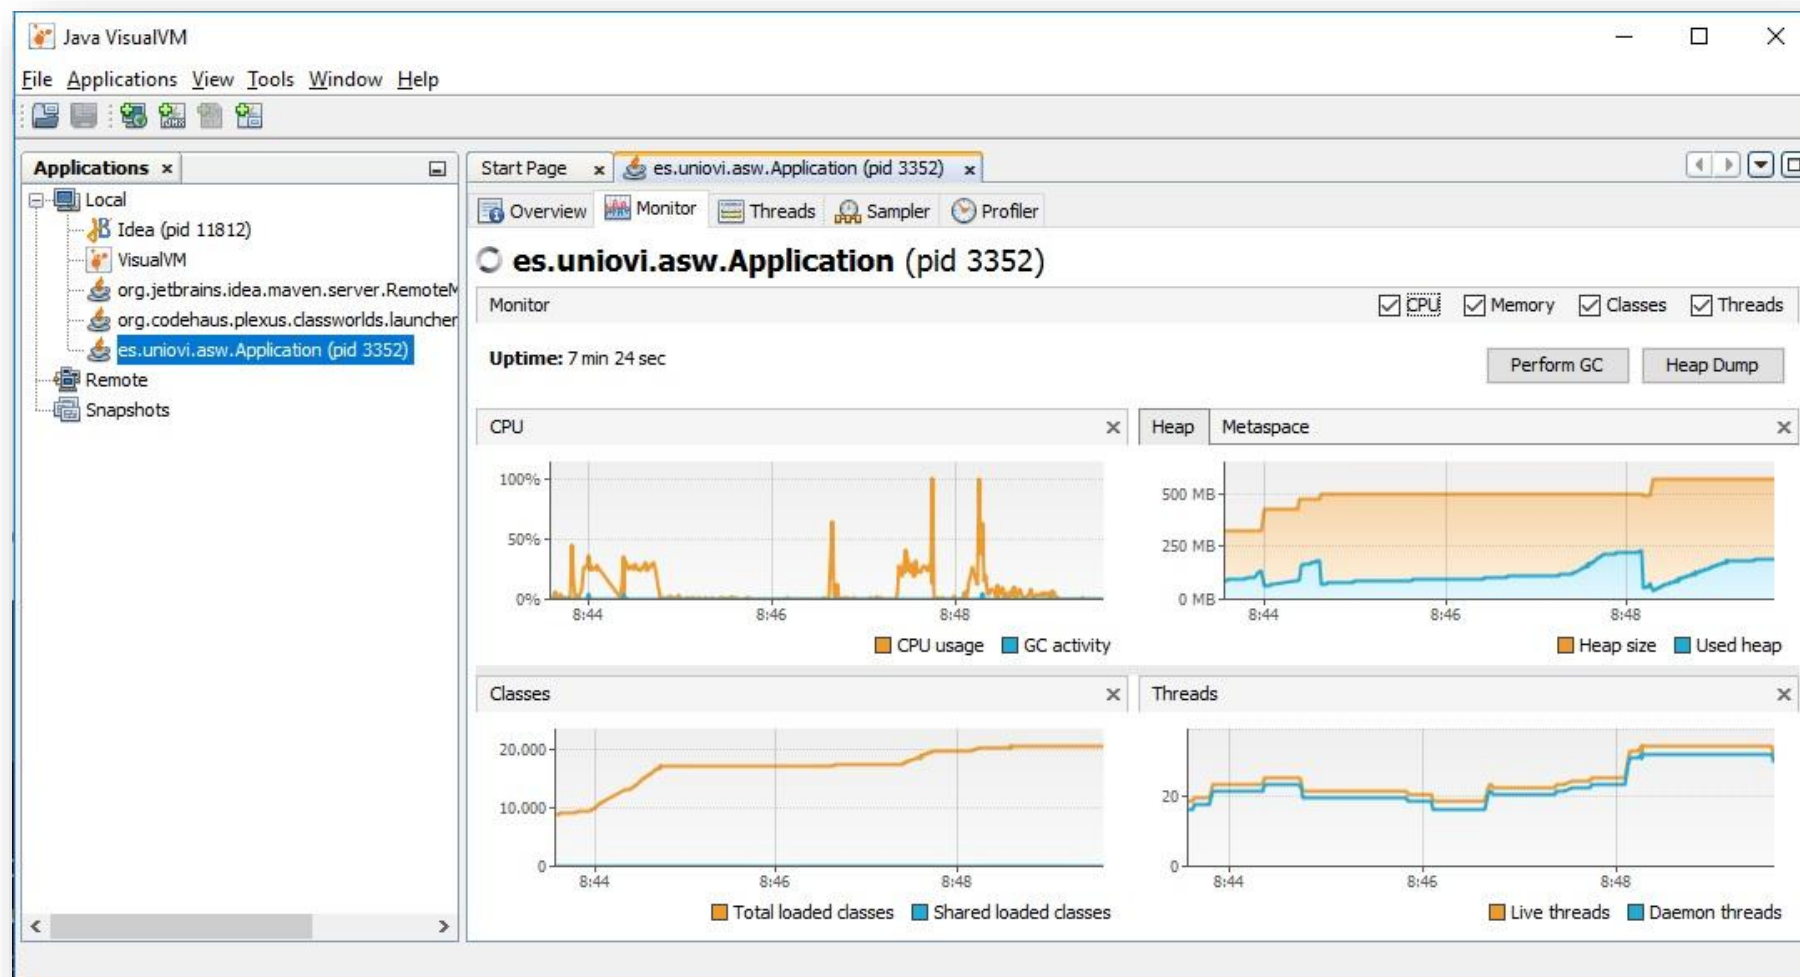 Java VisualVM
File Applications View Tools Window Help
Applications
Local
Idea (pid 11812)
VisualVM
org.jetbrains.idea.maven.server.RemoteM
org.codehaus.plexus.classworlds.launcher
es.uniovi.asw.Application (pid 3352)
Remote
Snapshots
Start Page es.uniovi.asw.Application (pid 3352)
Overview Monitor Threads Sampler Profiler
es.uniovi.asw.Application (pid 3352)
Monitor CPU Memory Classes Threads
Uptime: 7 min 24 sec Perform GC Heap Dump
CPU
100%
50%
0%
8:44 8:46 8:48
CPU usage GC activity
Heap Metaspace
500 MB
250 MB
0 MB
8:44 8:46 8:48
Heap size Used heap
Classes
20.000
10.000
0
8:44 8:46 8:48
Total loaded classes Shared loaded classes
Threads
20
0
8:44 8:46 8:48
Live threads Daemon threads